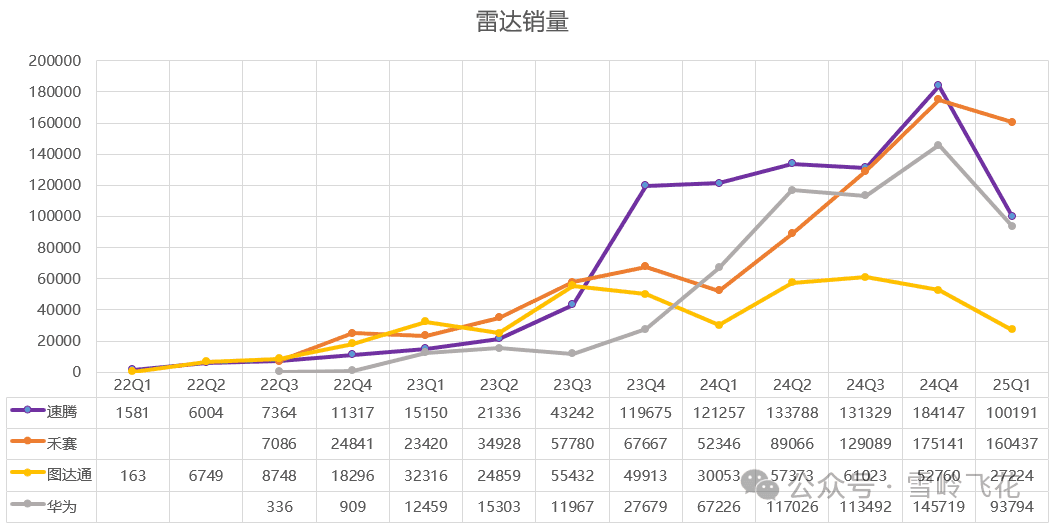 雷达销量
200000
180000
160000
140000
120000
100000
80000
60000
40000
20000
0
22Q1 22Q2 22Q3 22Q4 23Q1 23Q2 23Q3 23Q4 24Q1 24Q2 24Q3 24Q4 25Q1
速腾 1581 6004 7364 11317 15150 21336 43242 119675 121257 133788 131329 184147 100191
禾赛 7086 24841 23420 34928 57780 67667 52346 89066 129089 175141 160437
图达通 163 6749 8748 18296 32316 24859 55432 49913 30053 57373 61023 52760 27224
华为 336 909 12459 15303 11967 27679 67226 117026 113492 145719 93794
公众号 · 雪岭飞花